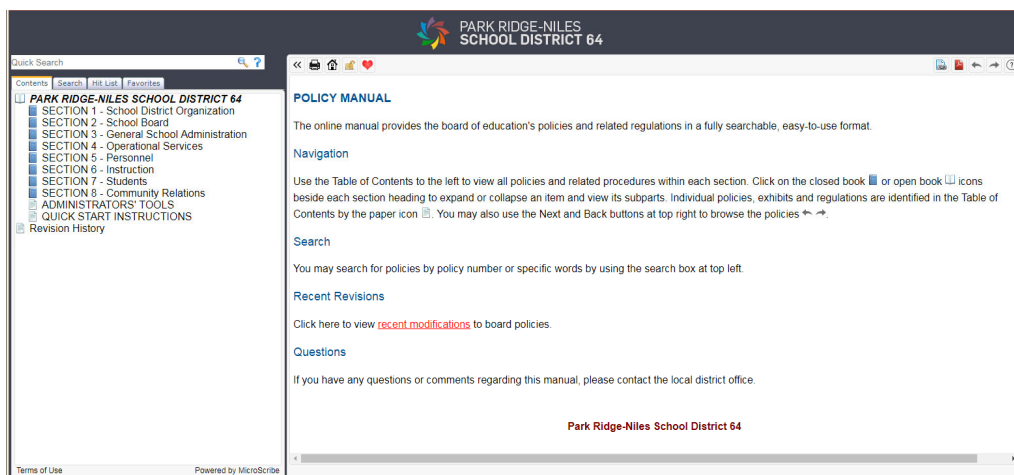 PARK RIDGE-NILES
SCHOOL DISTRICT 64
Quick Search
Contents Search Hit List Favorites
PARK RIDGE-NILES SCHOOL DISTRICT 64
SECTION 1 - School District Organization
SECTION 2 - School Board
SECTION 3 - General School Administration
SECTION 4 - Operational Services
SECTION 5 - Personnel
SECTION 6 - Instruction
SECTION 7 - Students
SECTION 8 - Community Relations
ADMINISTRATORS' TOOLS
QUICK START INSTRUCTIONS
Revision History
Terms of Use Powered by MicroScribe
POLICY MANUAL
The online manual provides the board of education's policies and related regulations in a fully searchable, easy-to-use format.
Navigation
Use the Table of Contents to the left to view all policies and related procedures within each section. Click on the closed book or open book icons
beside each section heading to expand or collapse an item and view its subparts. Individual policies, exhibits and regulations are identified in the Table of
Contents by the paper icon . You may also use the Next and Back buttons at top right to browse the policies .
Search
You may search for policies by policy number or specific words by using the search box at top left.
Recent Revisions
Click here to view recent modifications to board policies.
Questions
If you have any questions or comments regarding this manual, please contact the local district office.
Park Ridge-Niles School District 64